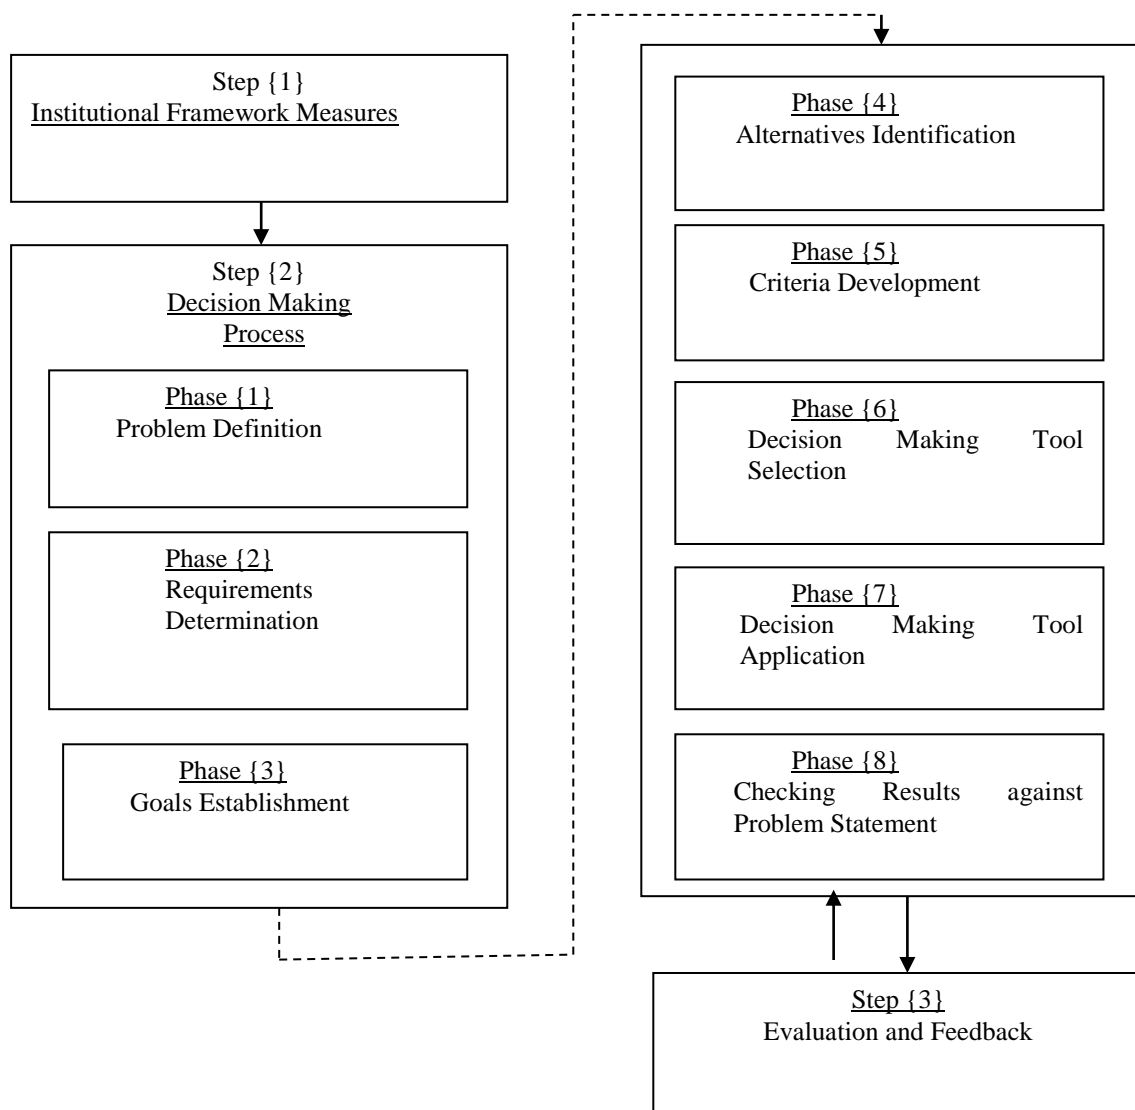 Step {1}
Institutional Framework Measures
Step {2}
Decision Making
Process
Phase {1}
Problem Definition
Phase {2}
Requirements
Determination
Phase {3}
Goals Establishment
Phase {4}
Alternatives Identification
Phase {5}
Criteria Development
Phase {6}
Decision Making Tool
Selection
Phase {7}
Decision Making Tool
Application
Phase {8}
Checking Results against
Problem Statement
Step {3}
Evaluation and Feedback